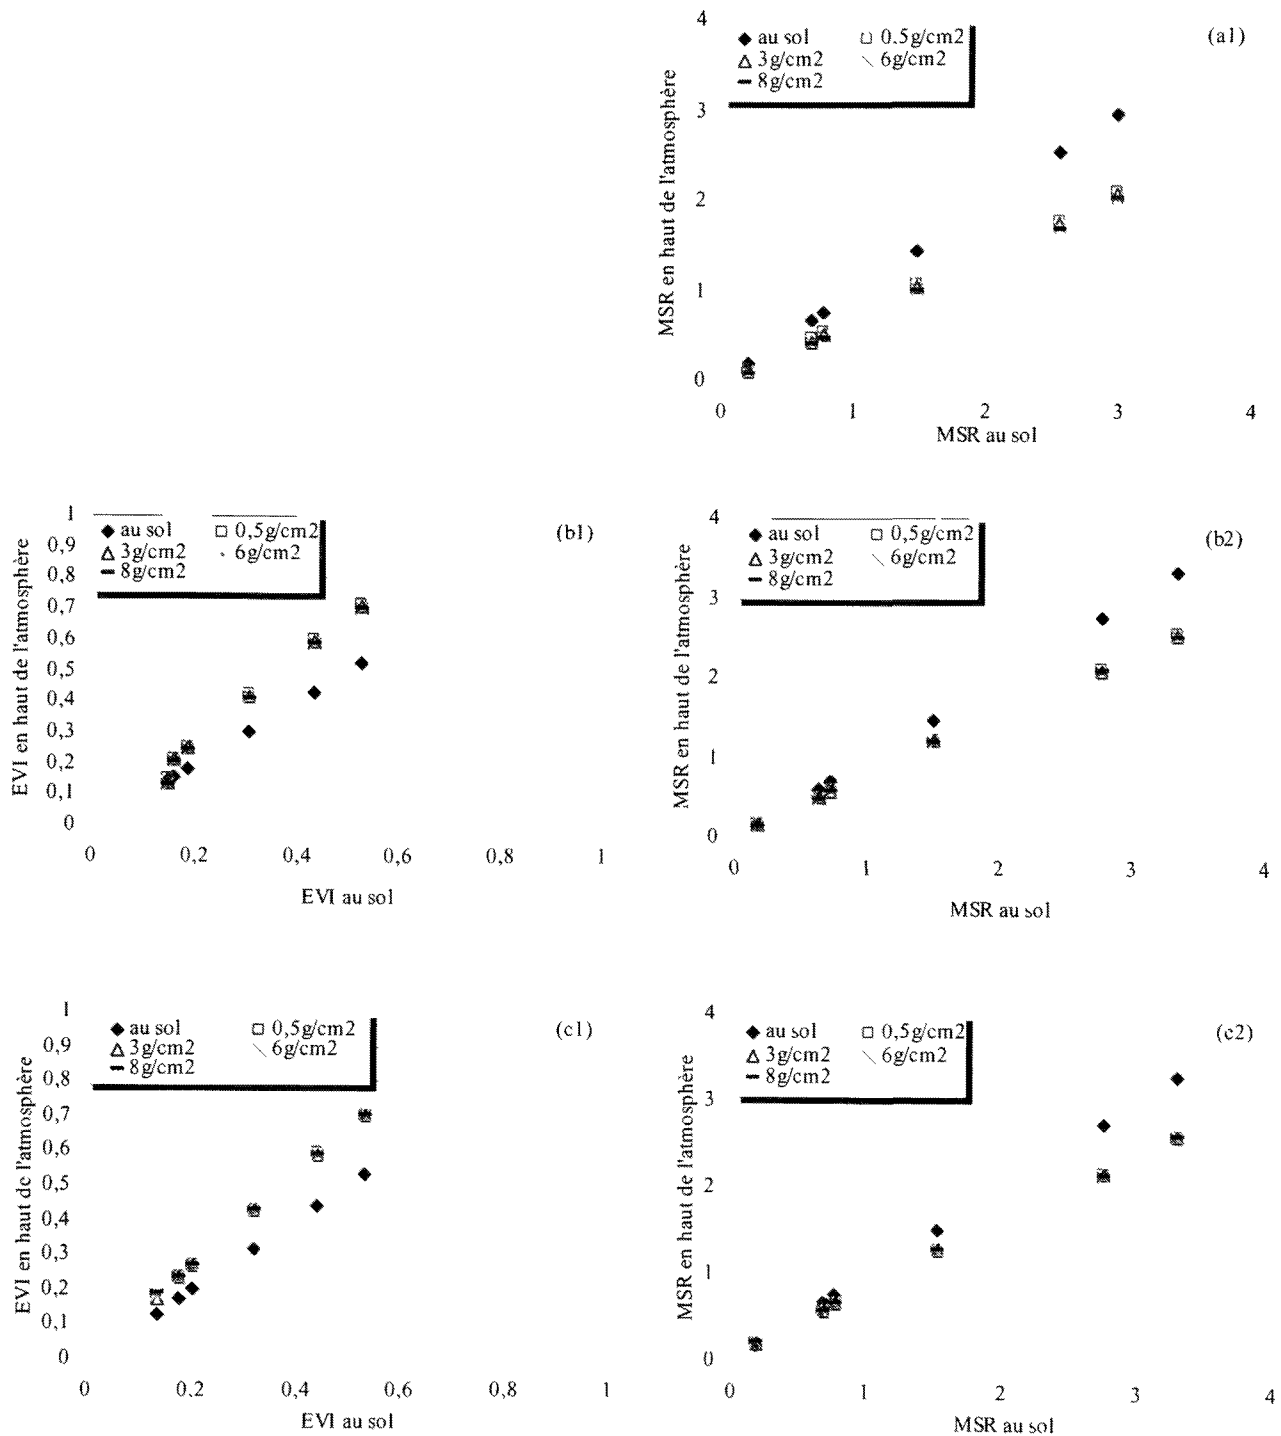 4
◆ au sol □ 0.5g/cm2
△ 3g/cm2 6g/cm2
8g/cm2
(a1)
MSR en haut de l'atmosphère
3
2
1
0
0 1 2 3 4
MSR au sol
1
◆ au sol □ 0,5g/cm2
△ 3g/cm2 6g/cm2
8g/cm2
(b1)
EVI en haut de l'atmosphère
0,9
0,8
0,7
0,6
0,5
0,4
0,3
0,2
0,1
0
0 0,2 0,4 0,6 0,8 1
EVI au sol
4
◆ au sol □ 0,5g/cm2
△ 3g/cm2 6g/cm2
8g/cm2
(b2)
MSR en haut de l'atmosphère
3
2
1
0
0 1 2 3 4
MSR au sol
1
◆ au sol □ 0,5g/cm2
△ 3g/cm2 6g/cm2
8g/cm2
(c1)
EVI en haut de l'atmosphère
0,9
0,8
0,7
0,6
0,5
0,4
0,3
0,2
0,1
0
0 0,2 0,4 0,6 0,8 1
EVI au sol
4
◆ au sol □ 0,5g/cm2
△ 3g/cm2 6g/cm2
8g/cm2
(c2)
MSR en haut de l'atmosphère
3
2
1
0
0 1 2 3 4
MSR au sol